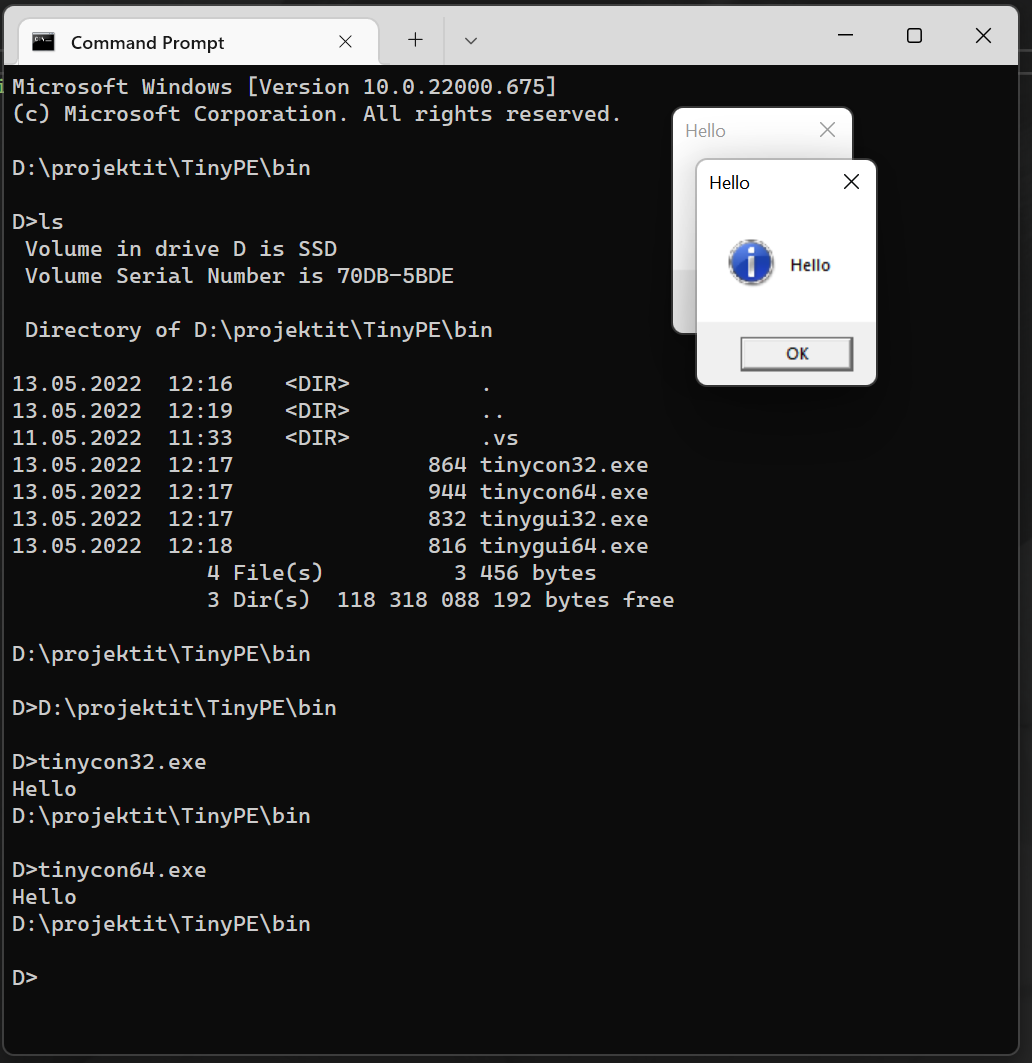 Command Prompt
Microsoft Windows [Version 10.0.22000.675]
(c) Microsoft Corporation. All rights reserved.
D:\projektit\TinyPE\bin
D>ls
 Volume in drive D is SSD
 Volume Serial Number is 70DB-5BDE
 Directory of D:\projektit\TinyPE\bin
13.05.2022  12:16    <DIR>          .
13.05.2022  12:19    <DIR>          ..
11.05.2022  11:33    <DIR>          .vs
13.05.2022  12:17               864 tinycon32.exe
13.05.2022  12:17               944 tinycon64.exe
13.05.2022  12:17               832 tinygui32.exe
13.05.2022  12:18               816 tinygui64.exe
               4 File(s)          3 456 bytes
               3 Dir(s)  118 318 088 192 bytes free
D:\projektit\TinyPE\bin
D>D:\projektit\TinyPE\bin
D>tinycon32.exe
Hello
D:\projektit\TinyPE\bin
D>tinycon64.exe
Hello
D:\projektit\TinyPE\bin
D>
Hello
Hello
Hello
OK